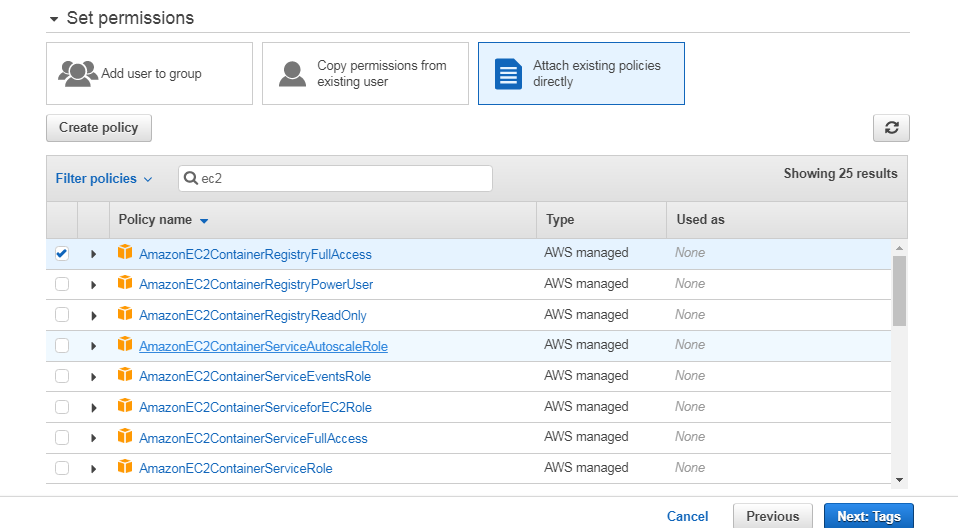 Set permissions
Add user to group
Copy permissions from
existing user
Attach existing policies
directly
Create policy
Filter policies
ec2
Showing 25 results
Policy name
Type
Used as
AmazonEC2ContainerRegistryFullAccess AWS managed None
AmazonEC2ContainerRegistryPowerUser AWS managed None
AmazonEC2ContainerRegistryReadOnly AWS managed None
AmazonEC2ContainerServiceAutoscaleRole AWS managed None
AmazonEC2ContainerServiceEventsRole AWS managed None
AmazonEC2ContainerServiceforEC2Role AWS managed None
AmazonEC2ContainerServiceFullAccess AWS managed None
AmazonEC2ContainerServiceRole AWS managed None
Cancel
Previous
Next: Tags